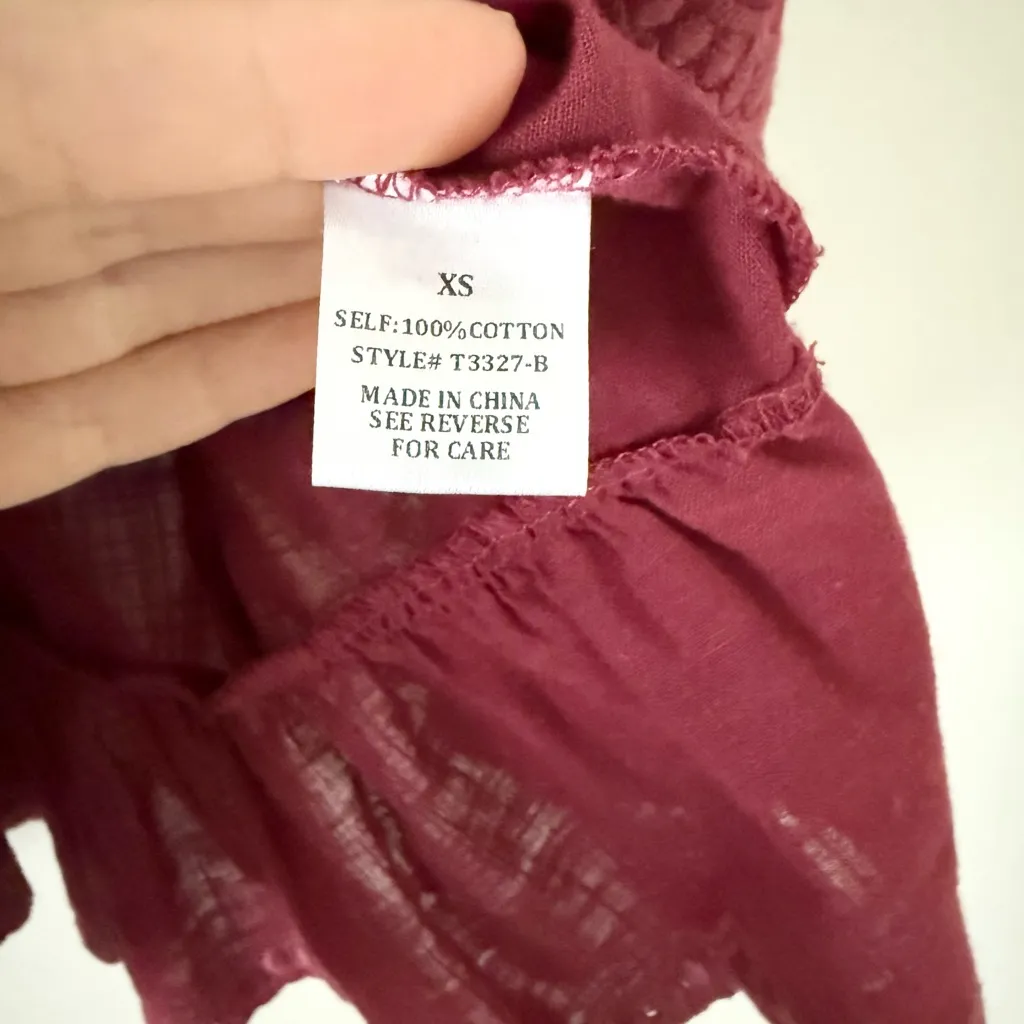 XS
SELF:100%COTTON
STYLE# T3327-B
MADE IN CHINA
SEE REVERSE
FOR CARE